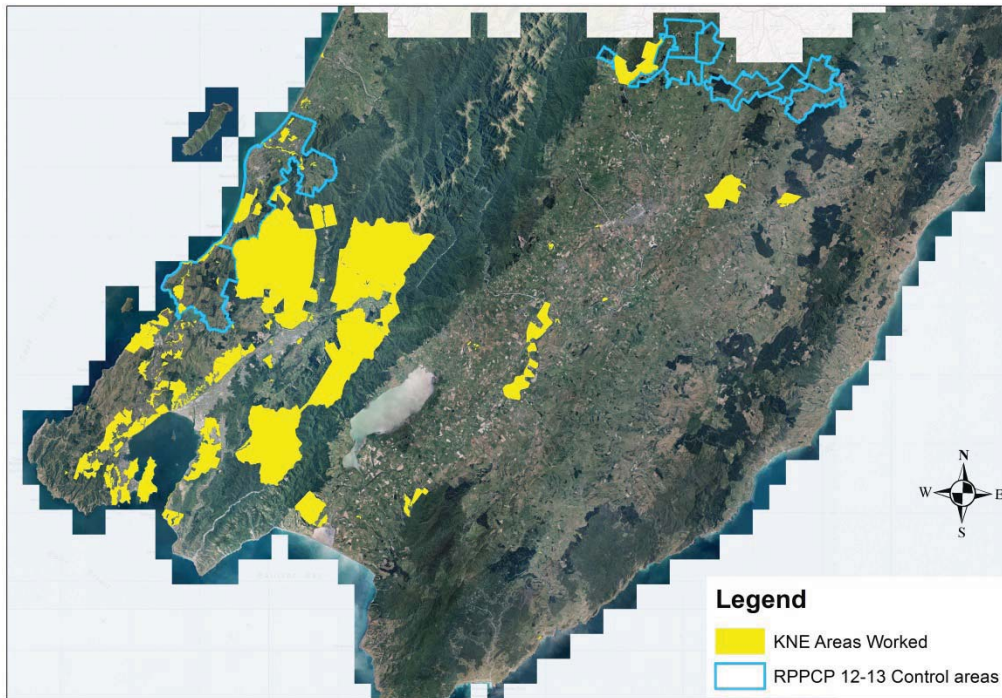 N
W E
S
Legend
KNE Areas Worked
RPPCP 12-13 Control areas